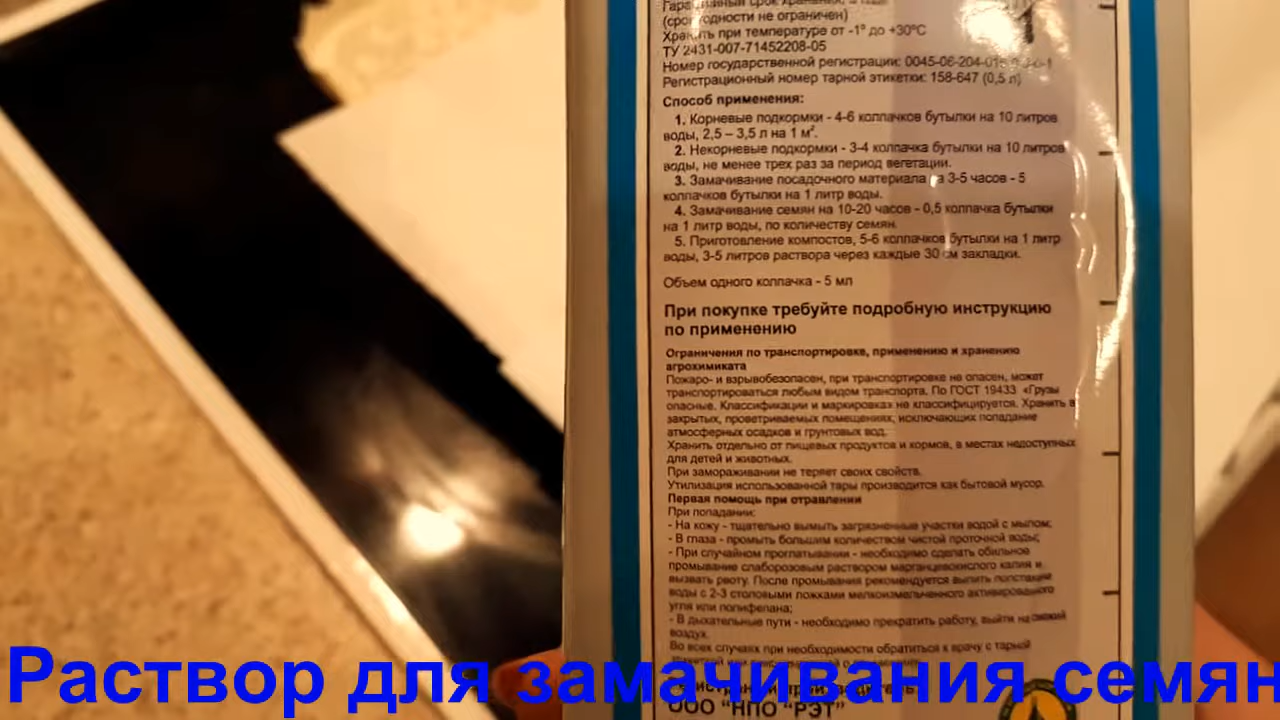 Гарантийный срок хранения,
(срок годности не ограничен)
Хранить при температуре от -1° до +30°С
ТУ 2431-007-71452208-05
Номер государственной регистрации: 0045-06-204-
Регистрационный номер тарной этикетки: 158-647 (0,5 л)
Способ применения:
1. Корневые подкормки - 4-6 колпачков бутылки на 10 литров
воды, 2,5 – 3,5 л на 1 м².
2. Некорневые подкормки - 3-4 колпачка бутылки на 10 литров
воды, не менее трех раз за период вегетации.
3. Замачивание посадочного материала на 3-5 часов - 5
колпачков бутылки на 1 литр воды.
4. Замачивание семян на 10-20 часов - 0,5 колпачка бутылки
на 1 литр воды, по количеству семян.
5. Приготовление компостов, 5-6 колпачков бутылки на 1 литр
воды, 3-5 литров раствора через каждые 30 см закладки.
Объем одного колпачка - 5 мл
При покупке требуйте подробную инструкцию
по применению
Ограничения по транспортировке, применению и хранению
агрохимиката
Пожаро- и взрывобезопасен, при транспортировке не опасен, может
транспортироваться любым видом транспорта. По ГОСТ 19433 «Грузы
опасные. Классификации и маркировка» не классифицируется. Хранить в
закрытых, проветриваемых помещениях, исключающих попадание
атмосферных осадков и грунтовых вод.
Хранить отдельно от пищевых продуктов и кормов, в местах недоступных
для детей и животных.
При замораживании не теряет своих свойств.
Утилизация использованной тары производится как бытовой мусор.
Первая помощь при отравлении
При попадании:
- На кожу - тщательно вымыть загрязненные участки водой с мылом;
- В глаза - промыть большим количеством чистой проточной воды;
- При случайном проглатывании - необходимо сделать обильное
промывание слаборозовым раствором марганцевокислого калия и
вызвать рвоту. После промывания рекомендуется выпить полстакана
воды с 2-3 столовыми ложками мелкоизмельченного активированного
угля или полифепана;
- В дыхательные пути - необходимо прекратить работу, выйти на свежий
воздух.
Во всех случаях при необходимости обратиться к врачу с тарной
Раствор для замачивания семян
ООО "НПО "РЭТ"